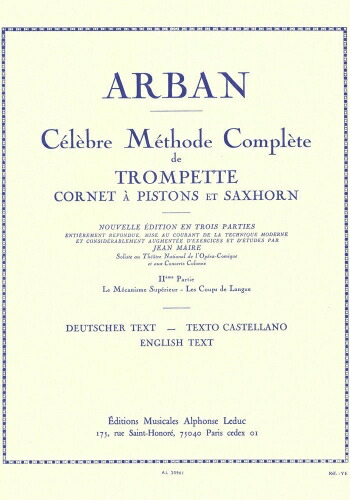 ARBAN
Célèbre Méthode Complète
de
TROMPETTE
CORNET À PISTONS ET SAXHORN
NOUVELLE ÉDITION EN TROIS PARTIES
ENTIÈREMENT REFONDUE, MISE AU COURANT DE LA TECHNIQUE MODERNE
ET CONSIDÉRABLEMENT AUGMENTÉE D'EXERCICES ET D'ÉTUDES PAR
JEAN MAIRE
Soliste au Théâtre National de l'Opéra-Comique
et aux Concerts Colonne
IIème Partie
Le Mécanisme Supérieur - Les Coups de Langue
DEUTSCHER TEXT — TEXTO CASTELLANO
ENGLISH TEXT
Éditions Musicales Alphonse Leduc
175, rue Saint-Honoré, 75040 Paris cedex 01
A.L. Réf.: YE